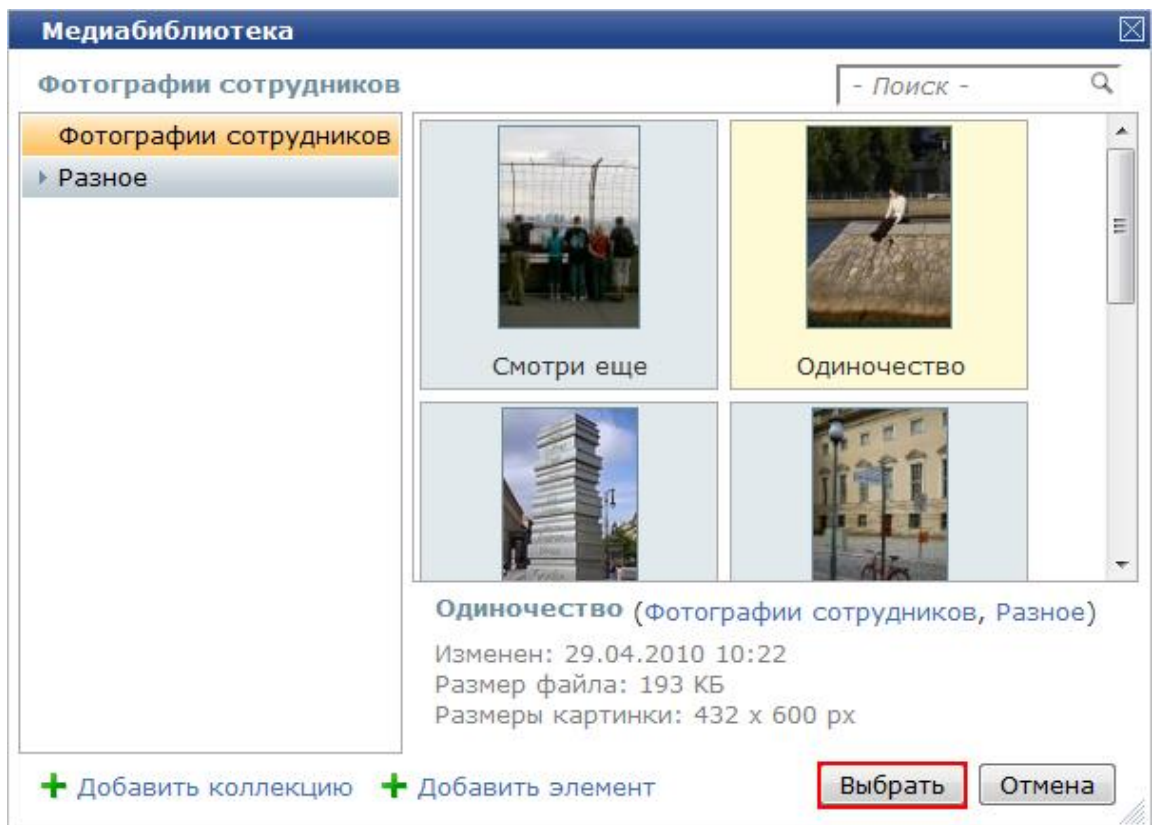 Медиабиблиотека
Фотографии сотрудников
- Поиск -
Фотографии сотрудников
Разное
Смотри еще
Одиночество
Одиночество (Фотографии сотрудников, Разное)
Изменен: 29.04.2010 10:22
Размер файла: 193 КБ
Размеры картинки: 432 x 600 px
Добавить коллекцию
Добавить элемент
Выбрать
Отмена